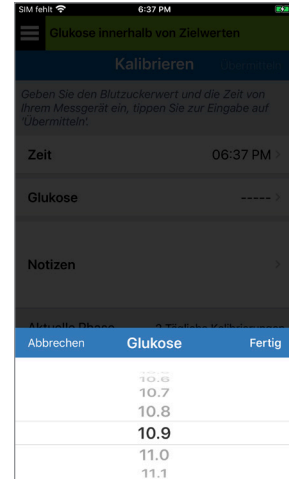 SIM fehlt 6:37 PM
Glukose innerhalb von Zielwerten
Kalibrieren Übermitteln
Geben Sie den Blutzuckerwert und die Zeit von
Ihrem Messgerät ein, tippen Sie zur Eingabe auf
'Übermitteln'.
Zeit 06:37 PM >
Glukose ----- >
Notizen >
Aktuelle Phase 2 Tägliche Kalibrierungen
Abbrechen Glukose Fertig
10.6
10.7
10.8
10.9
11.0
11.1